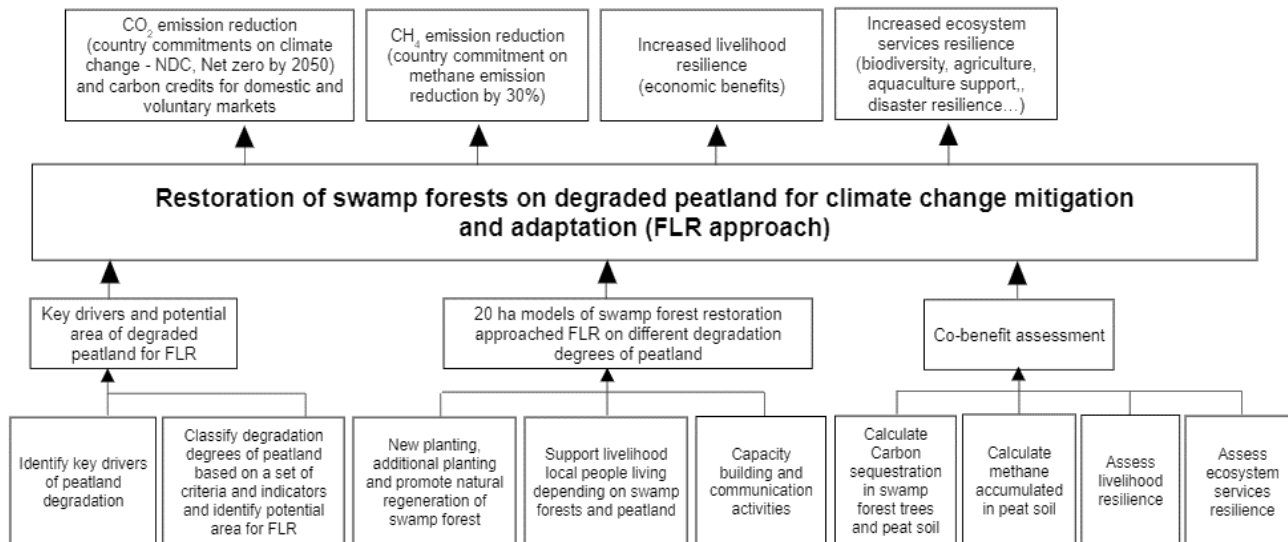 CO₂ emission reduction
(country commitments on climate
change - NDC, Net zero by 2050)
and carbon credits for domestic and
voluntary markets
CH₄ emission reduction
(country commitment on
methane emission
reduction by 30%)
Increased livelihood
resilience
(economic benefits)
Increased ecosystem
services resilience
(biodiversity, agriculture,
aquaculture support,,
disaster resilience…)
Restoration of swamp forests on degraded peatland for climate change mitigation
and adaptation (FLR approach)
Key drivers and potential
area of degraded
peatland for FLR
20 ha models of swamp forest restoration
approached FLR on different degradation
degrees of peatland
Co-benefit assessment
Identify key drivers
of peatland
degradation
Classify degradation
degrees of peatland
based on a set of
criteria and indicators
and identify potential
area for FLR
New planting,
additional planting
and promote natural
regeneration of
swamp forest
Support livelihood
local people living
depending on swamp
forests and peatland
Capacity
building and
communication
activities
Calculate
Carbon
sequestration
in swamp
forest trees
and peat soil
Calculate
methane
accumulated
in peat soil
Assess
livelihood
resilience
Assess
ecosystem
services
resilience